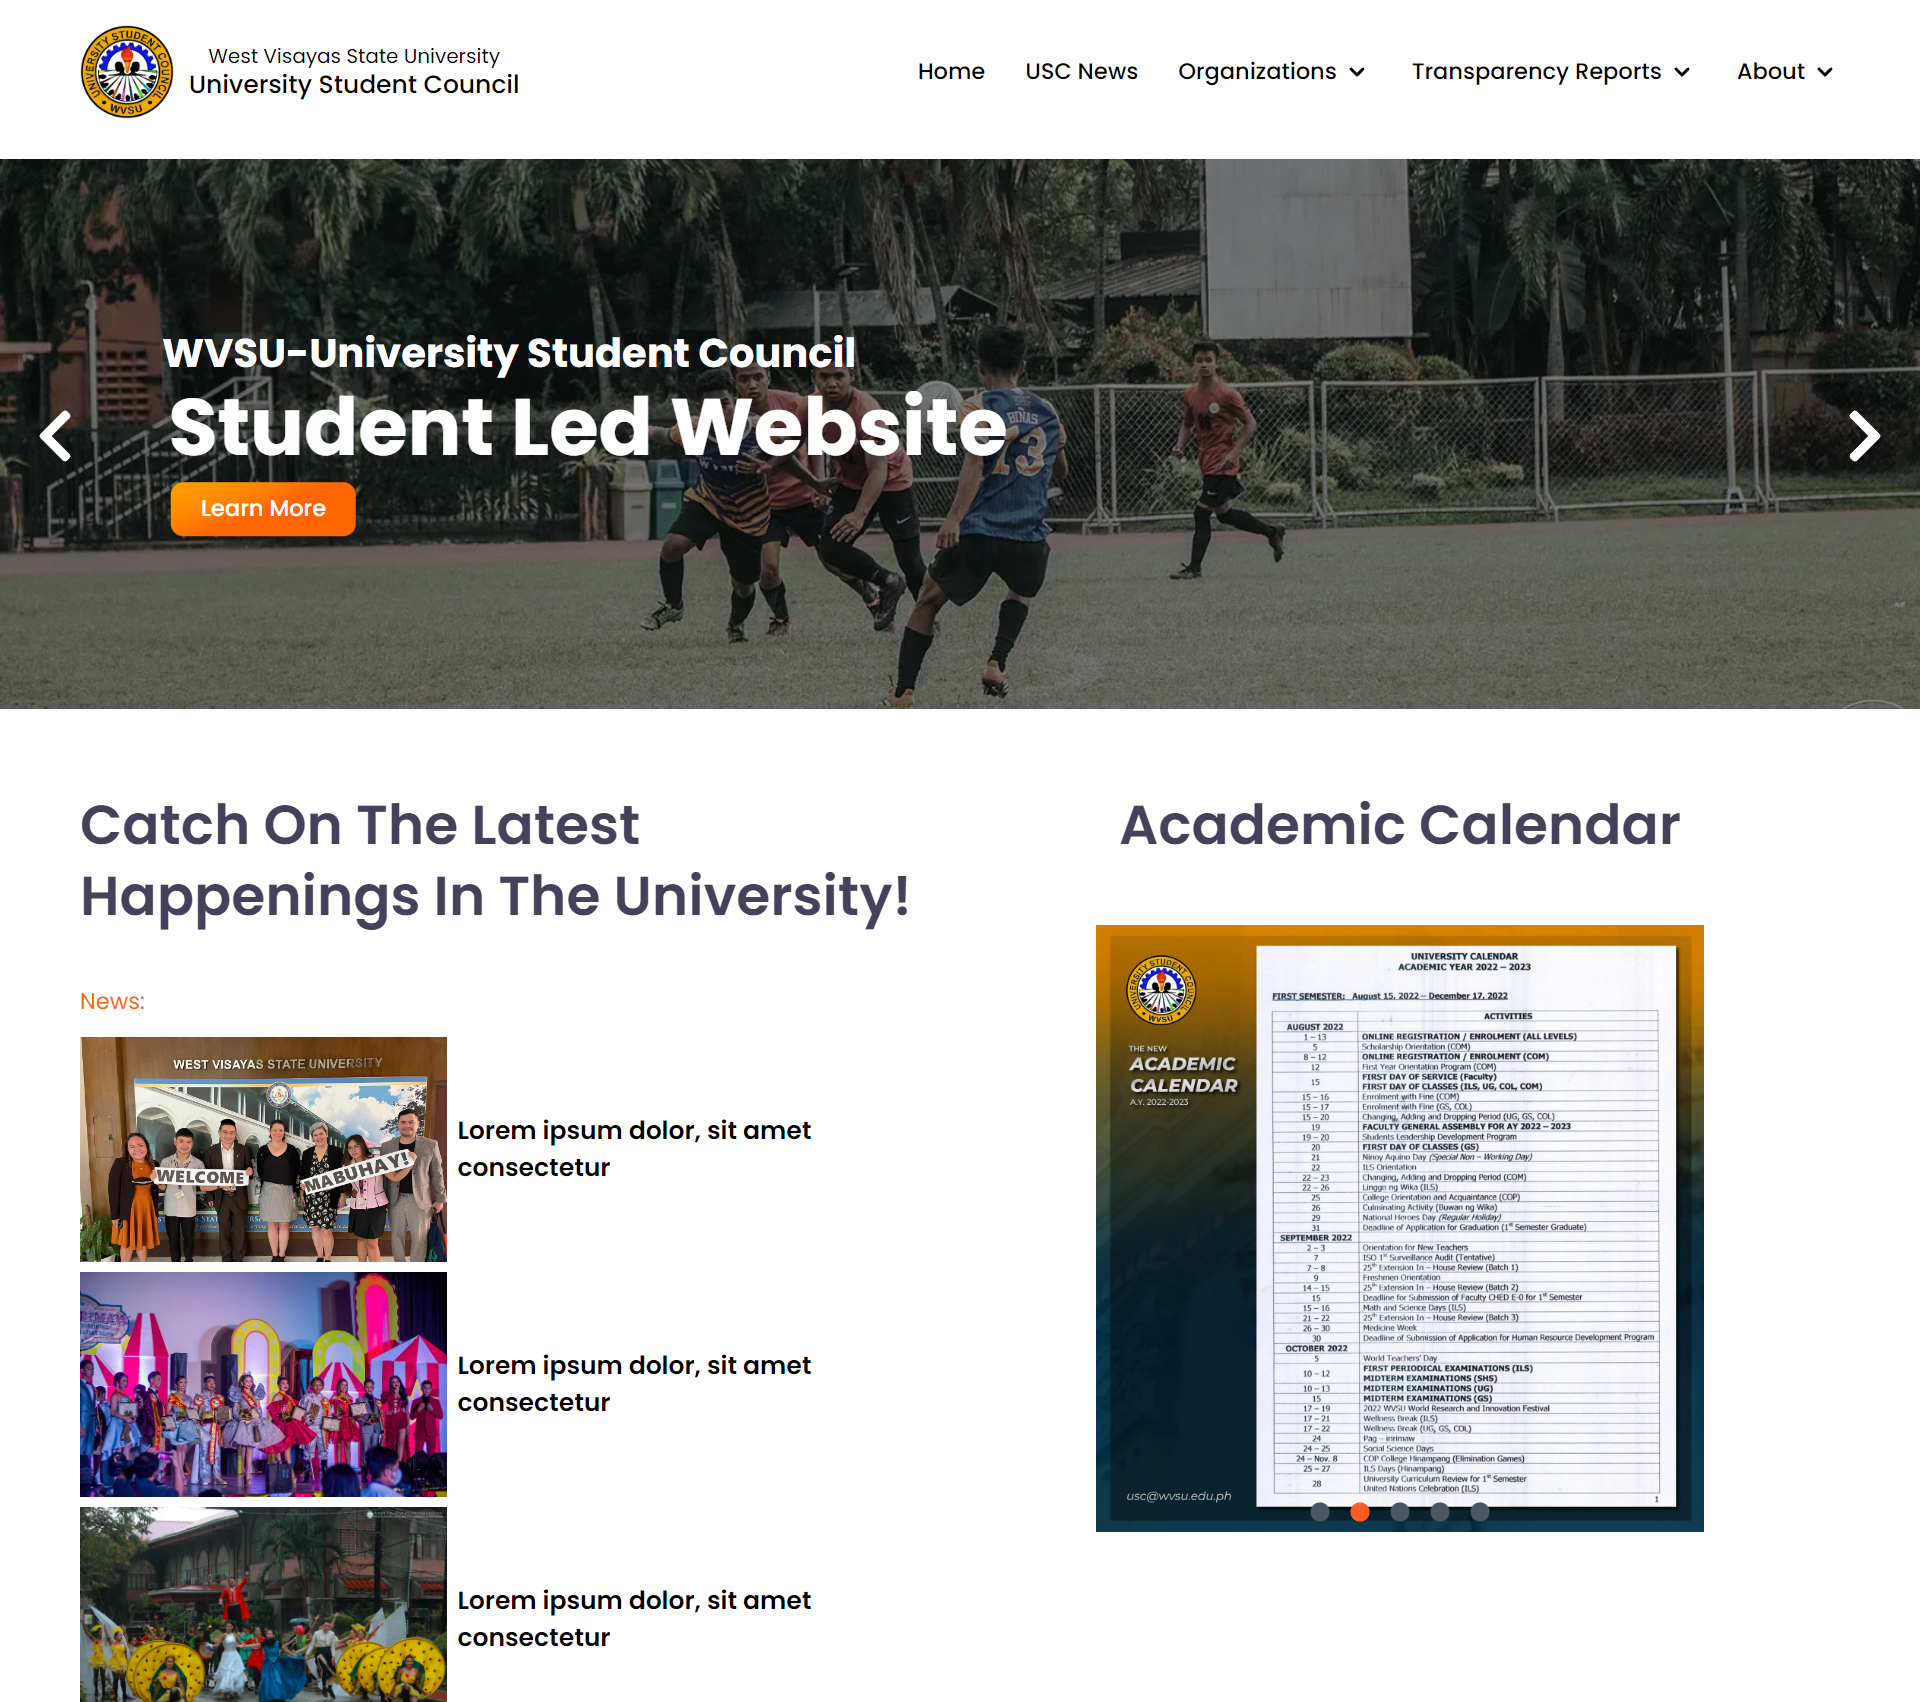 West Visayas State University
University Student Council
Home
USC News
Organizations
Transparency Reports
About
UNIVERSITY STUDENT COUNCIL
WVSU
WVSU-University Student Council
Student Led Website
Learn More
BIÑAS
13
Catch On The Latest
Happenings In The University!
News:
WEST VISAYAS STATE UNIVERSITY
WELCOME
MABUHAY!
Lorem ipsum dolor, sit amet
consectetur
Lorem ipsum dolor, sit amet
consectetur
Lorem ipsum dolor, sit amet
consectetur
Academic Calendar
UNIVERSITY STUDENT COUNCIL
WVSU
THE NEW
ACADEMIC
CALENDAR
A.Y. 2022-2023
usc@wvsu.edu.ph
UNIVERSITY CALENDAR
ACADEMIC YEAR 2022 – 2023
FIRST SEMESTER: August 15, 2022 – December 17, 2022
ACTIVITIES
AUGUST 2022
1 – 13 ONLINE REGISTRATION / ENROLMENT (ALL LEVELS)
5 Scholarship Orientation (COM)
8 – 12 ONLINE REGISTRATION / ENROLMENT (COM)
12 First Year Orientation Program (COM)
15 FIRST DAY OF SERVICE (Faculty)
FIRST DAY OF CLASSES (ILS, UG, COL, COM)
15 – 16 Enrolment with Fine (COM)
15 – 17 Enrolment with Fine (GS, COL)
15 – 20 Changing, Adding and Dropping Period (UG, GS, COL)
19 FACULTY GENERAL ASSEMBLY FOR AY 2022 – 2023
19 – 20 Students Leadership Development Program
20 FIRST DAY OF CLASSES (GS)
21 Ninoy Aquino Day (Special Non – Working Day)
22 ILS Orientation
22 – 23 Changing, Adding and Dropping Period (COM)
22 – 26 Linggo ng Wika (ILS)
25 College Orientation and Acquaintance (COP)
26 Culminating Activity (Buwan ng Wika)
29 National Heroes Day (Regular Holiday)
31 Deadline of Application for Graduation (1st Semester Graduate)
SEPTEMBER 2022
2 – 3 Orientation for New Teachers
7 ISO 1st Surveillance Audit (Tentative)
7 – 8 25th Extension In – House Review (Batch 1)
9 Freshmen Orientation
14 – 15 25th Extension In – House Review (Batch 2)
15 Deadline for Submission of Faculty CHED E-0 for 1st Semester
15 – 16 Math and Science Days (ILS)
21 – 22 25th Extension In – House Review (Batch 3)
26 – 30 Medicine Week
30 Deadline of Submission of Application for Human Resource Development Program
OCTOBER 2022
5 World Teachers' Day
10 – 12 FIRST PERIODICAL EXAMINATIONS (ILS)
MIDTERM EXAMINATIONS (SHS)
10 – 13 MIDTERM EXAMINATIONS (UG)
15 MIDTERM EXAMINATIONS (GS)
17 – 19 2022 WVSU World Research and Innovation Festival
17 – 21 Wellness Break (ILS)
17 – 22 Wellness Break (UG, GS, COL)
24 Pag – iririmaw
24 – 25 Social Science Days
24 – Nov. 8 COP College Hinampang (Elimination Games)
25 – 27 ILS Days (Hinampang)
28 University Curriculum Review for 1st Semester
United Nations Celebration (ILS)
1